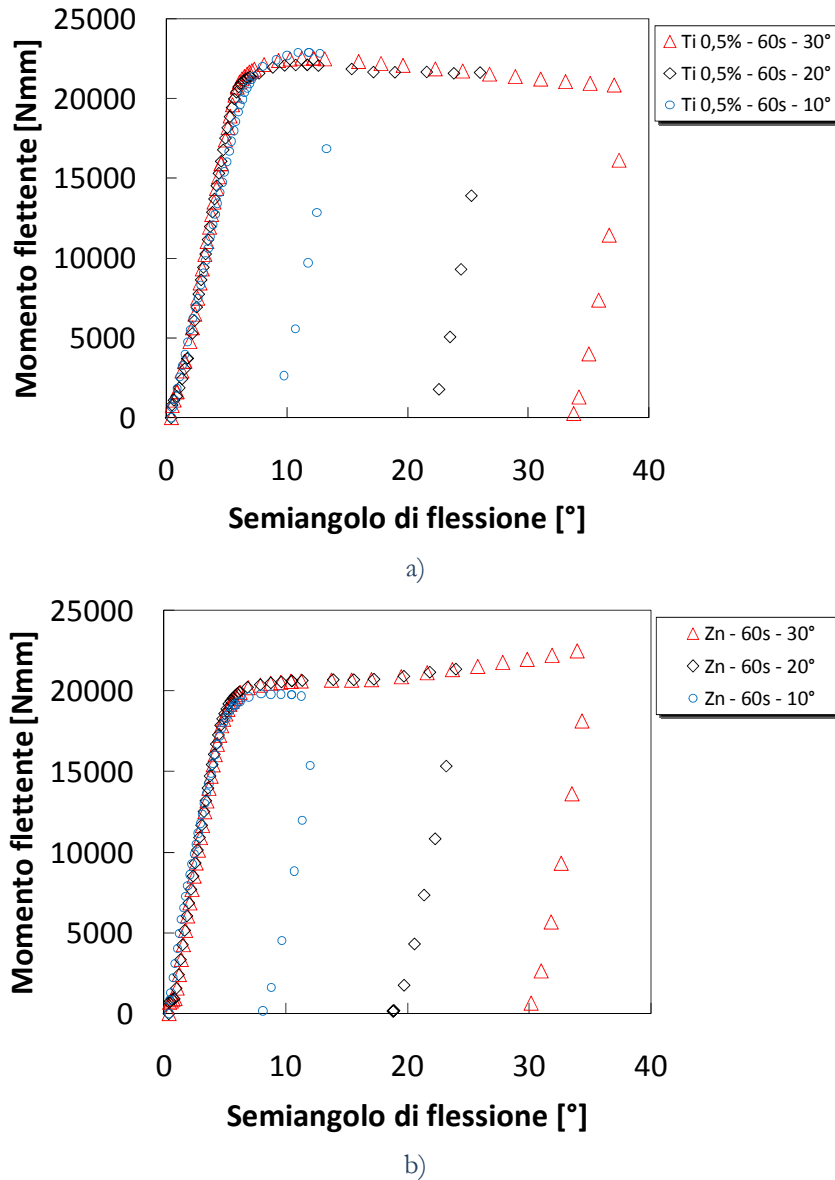 25000
20000
15000
10000
5000
0
Momento flettente [Nmm]
0 10 20 30 40
Semiangolo di flessione [°]
Ti 0,5% - 60s - 30°
Ti 0,5% - 60s - 20°
Ti 0,5% - 60s - 10°
a)
25000
20000
15000
10000
5000
0
Momento flettente [Nmm]
0 10 20 30 40
Semiangolo di flessione [°]
Zn - 60s - 30°
Zn - 60s - 20°
Zn - 60s - 10°
b)